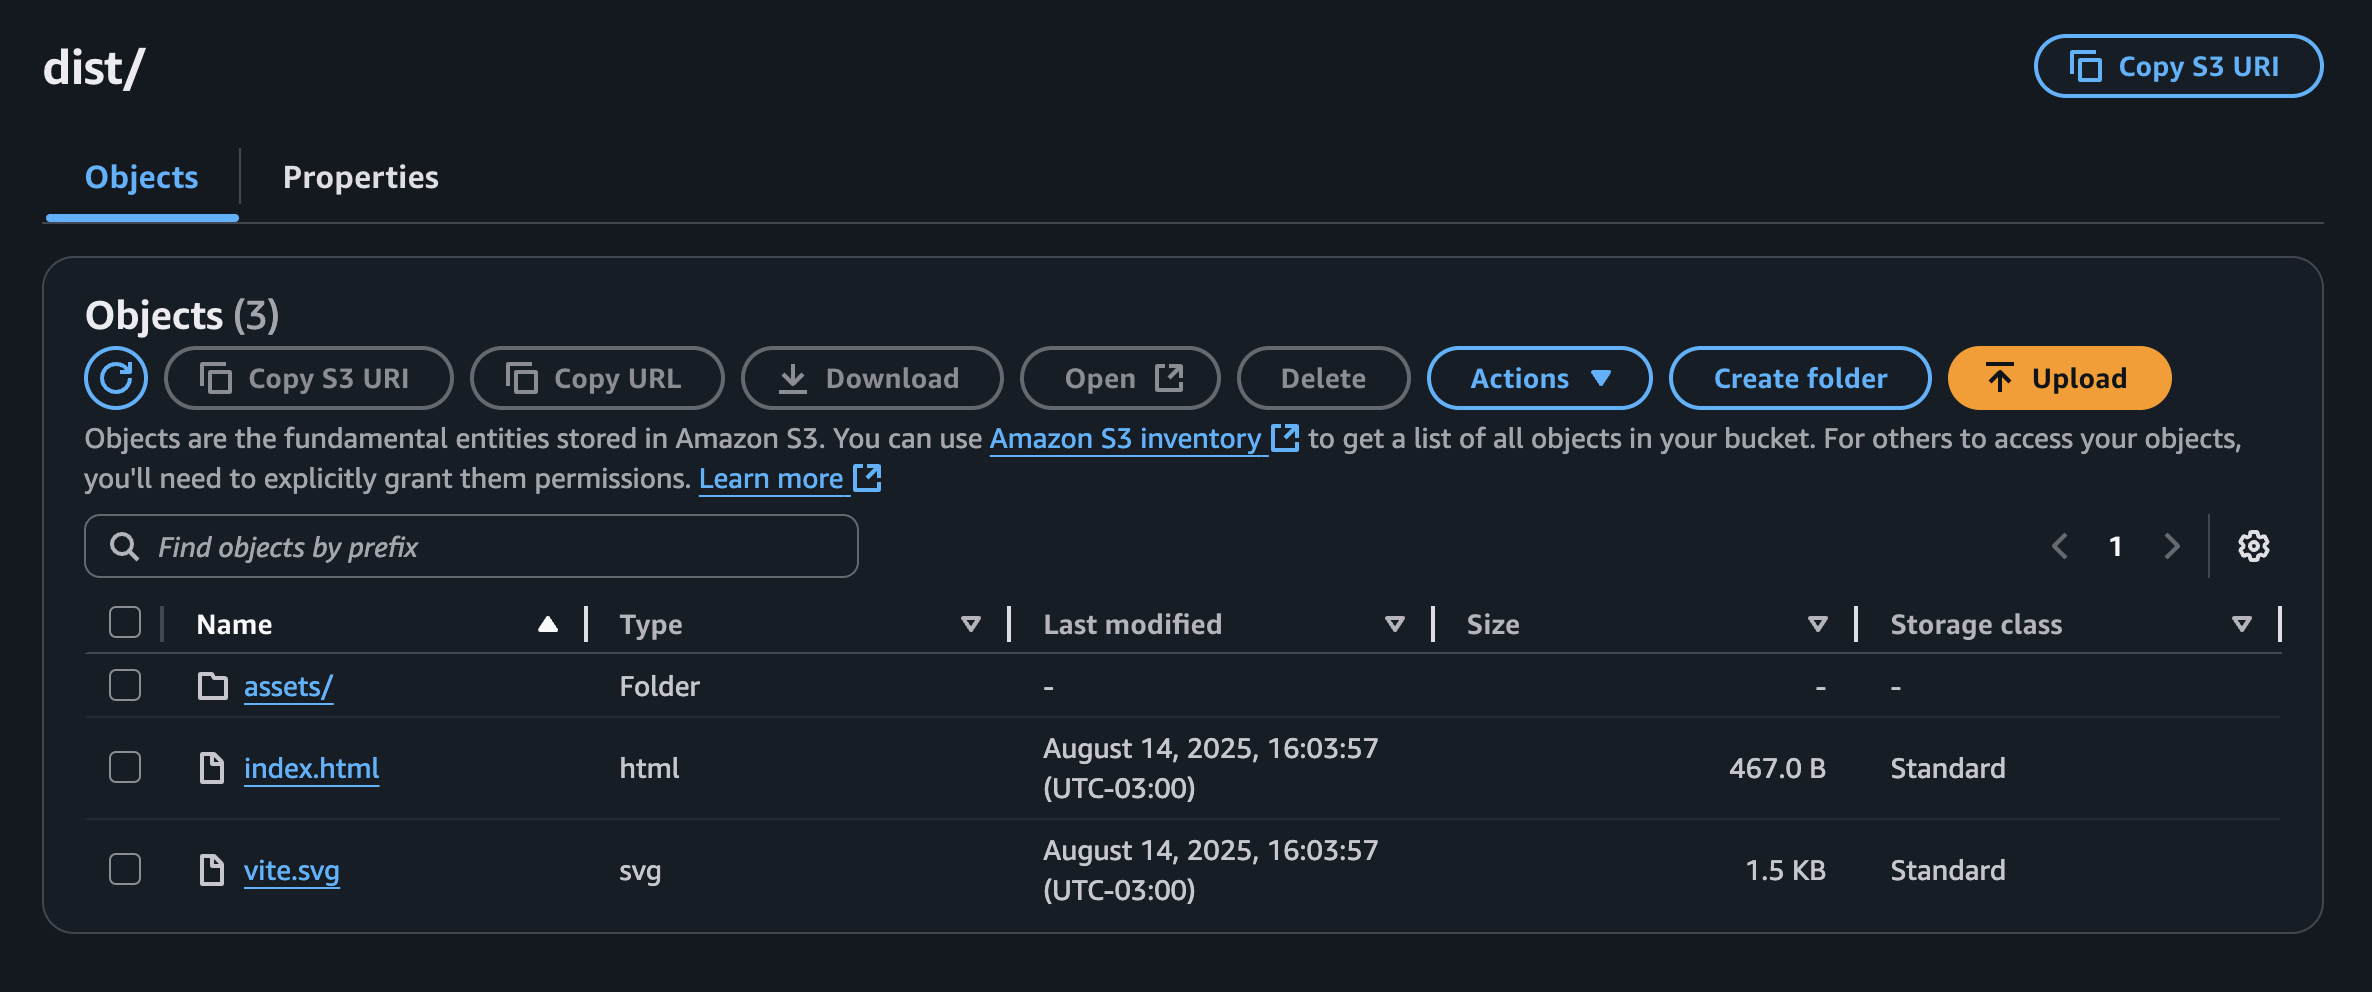 dist/
Copy S3 URI
Objects
Properties
Objects (3)
Copy S3 URI
Copy URL
Download
Open
Delete
Actions
Create folder
Upload
Objects are the fundamental entities stored in Amazon S3. You can use Amazon S3 inventory to get a list of all objects in your bucket. For others to access your objects,
you'll need to explicitly grant them permissions. Learn more
Find objects by prefix
1
Name Type Last modified Size Storage class
assets/ Folder - - -
index.html html August 14, 2025, 16:03:57 467.0 B Standard
(UTC-03:00)
vite.svg svg August 14, 2025, 16:03:57 1.5 KB Standard
(UTC-03:00)